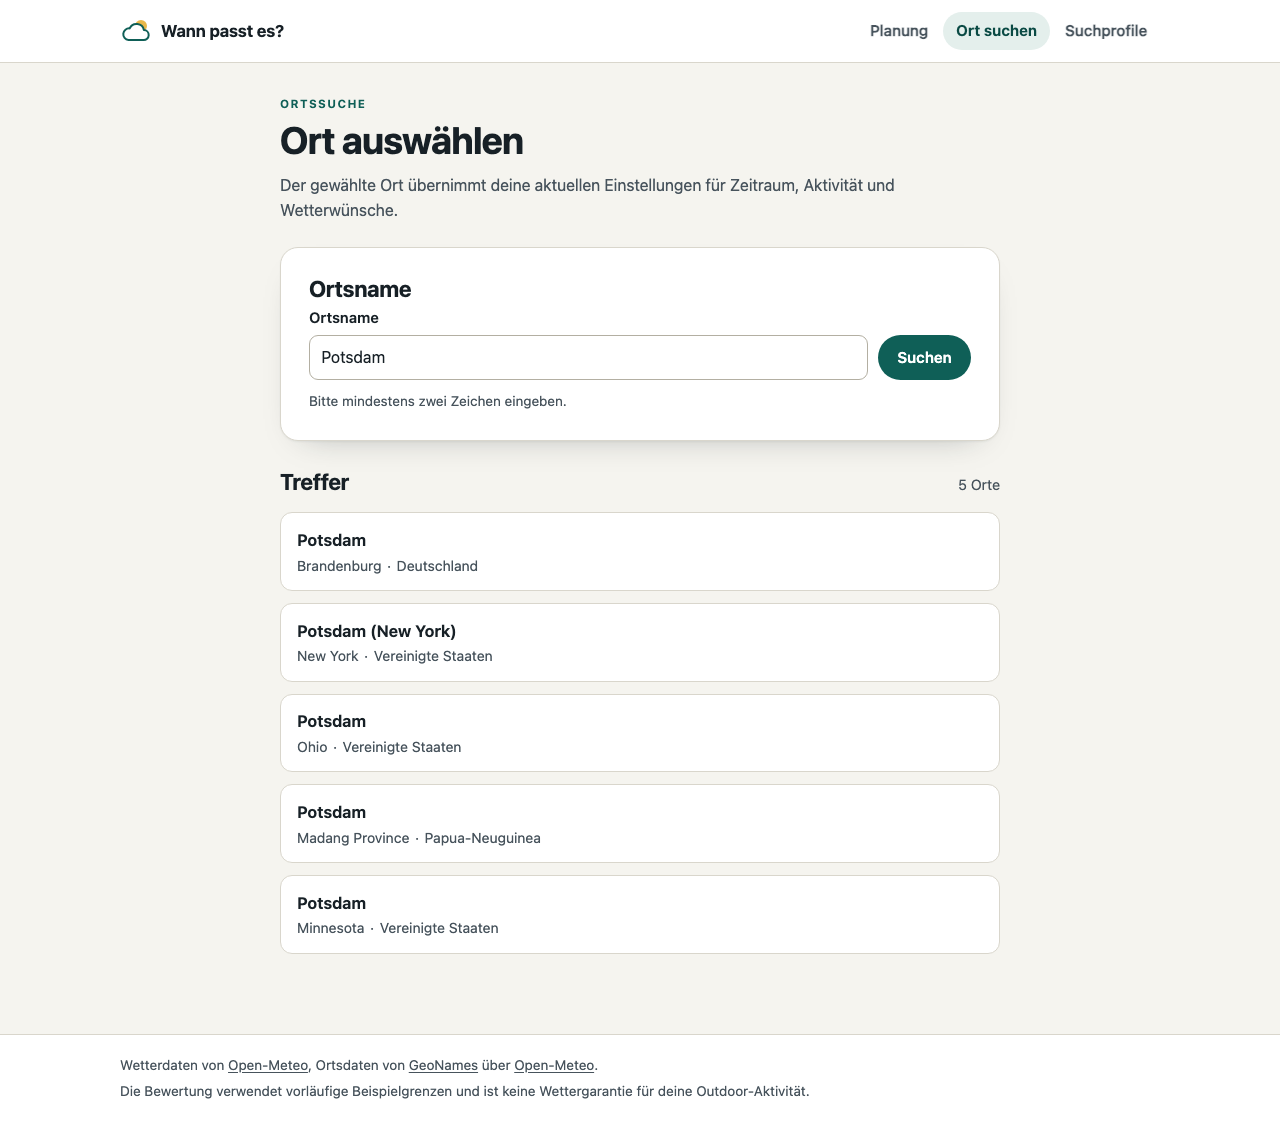 Wann passt es?
Planung
Ort suchen
Suchprofile
ORTSSUCHE
Ort auswählen
Der gewählte Ort übernimmt deine aktuellen Einstellungen für Zeitraum, Aktivität und
Wetterwünsche.
Ortsname
Ortsname
Potsdam
Suchen
Bitte mindestens zwei Zeichen eingeben.
Treffer
5 Orte
Potsdam
Brandenburg · Deutschland
Potsdam (New York)
New York · Vereinigte Staaten
Potsdam
Ohio · Vereinigte Staaten
Potsdam
Madang Province · Papua-Neuguinea
Potsdam
Minnesota · Vereinigte Staaten
Wetterdaten von Open-Meteo, Ortsdaten von GeoNames über Open-Meteo.
Die Bewertung verwendet vorläufige Beispielgrenzen und ist keine Wettergarantie für deine Outdoor-Aktivität.